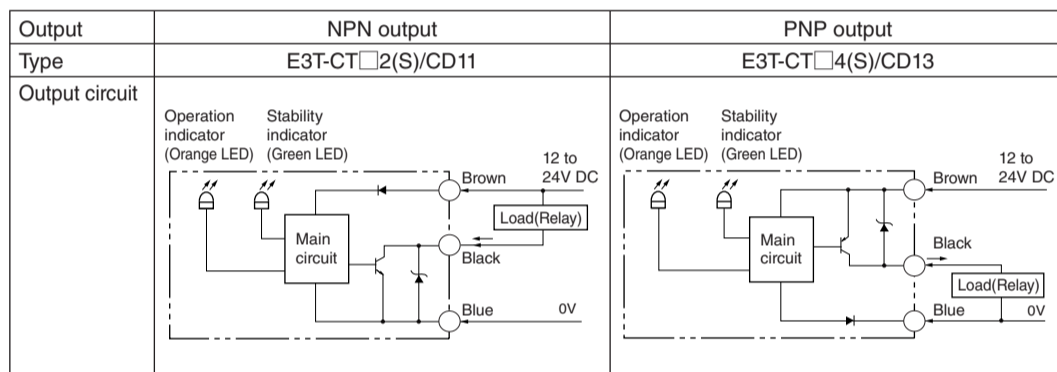 Output NPN output PNP output
Type E3T-CT□2(S)/CD11 E3T-CT□4(S)/CD13
Output circuit
Operation
indicator
(Orange LED)
Stability
indicator
(Green LED)
12 to
24V DC
Brown
Load(Relay)
Main
circuit
Black
Blue
0V
Operation
indicator
(Orange LED)
Stability
indicator
(Green LED)
12 to
24V DC
Brown
Main
circuit
Black
Load(Relay)
Blue
0V